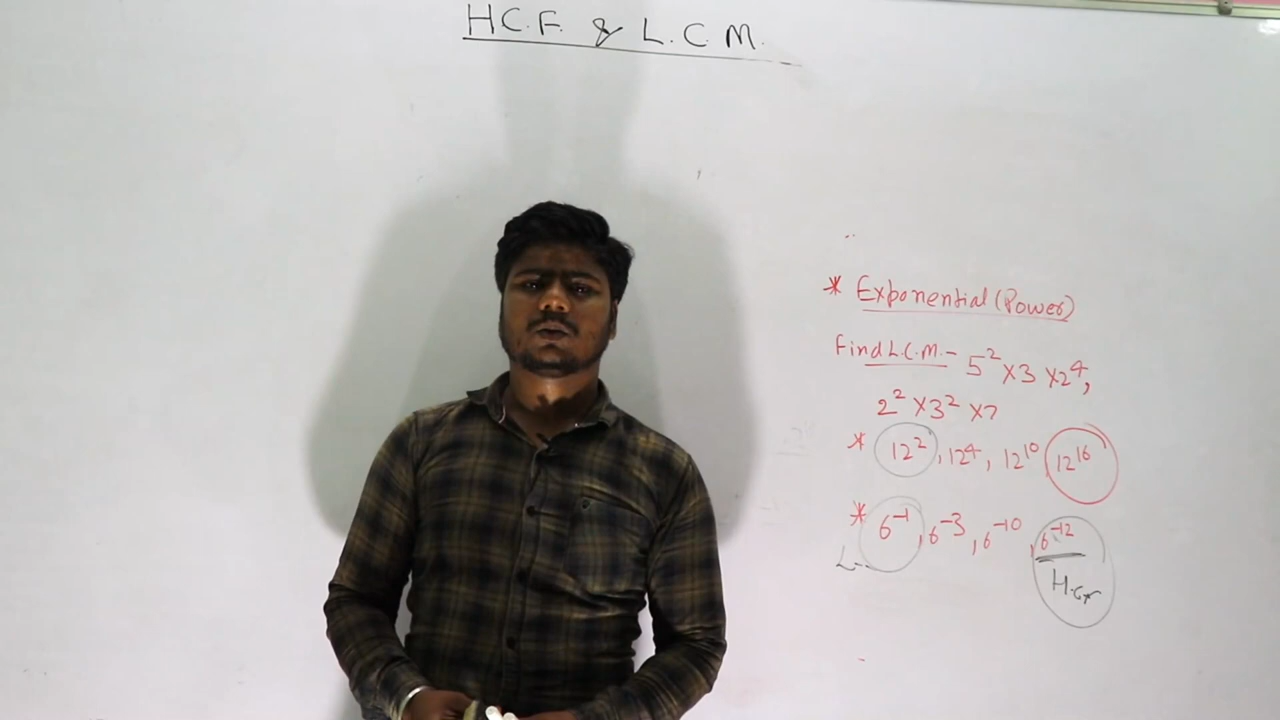 H.C.F. & L.C.M.
* Exponential (Power)
Find L.C.M. - 5² × 3 × 2⁴,
2² × 3² × 7
* 12², 12⁴, 12¹⁰, 12¹⁶
* 6⁻¹, 6⁻³, 6⁻¹⁰, 6⁻¹²